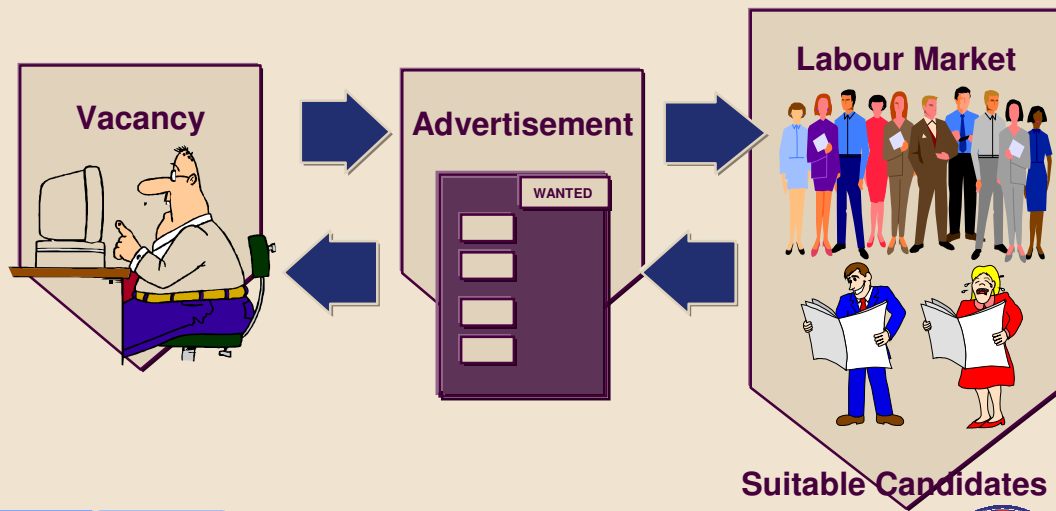 Vacancy
Advertisement
WANTED
Labour Market
Suitable Candidates